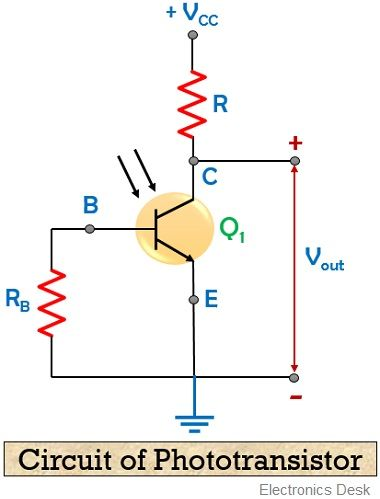 + VCC
R
+
C
B
Q1
Vout
RB
E
-
Circuit of Phototransistor
Electronics Desk